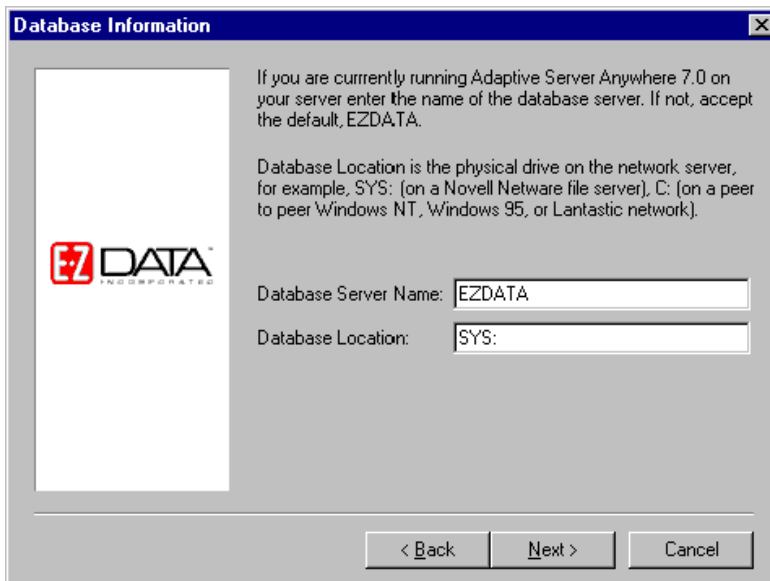 Database Information
If you are currrently running Adaptive Server Anywhere 7.0 on
your server enter the name of the database server. If not, accept
the default, EZDATA.
Database Location is the physical drive on the network server,
for example, SYS: (on a Novell Netware file server), C: (on a peer
to peer Windows NT, Windows 95, or Lantastic network).
E·Z DATA™
INCORPORATED
Database Server Name: EZDATA
Database Location: SYS:
< Back Next > Cancel